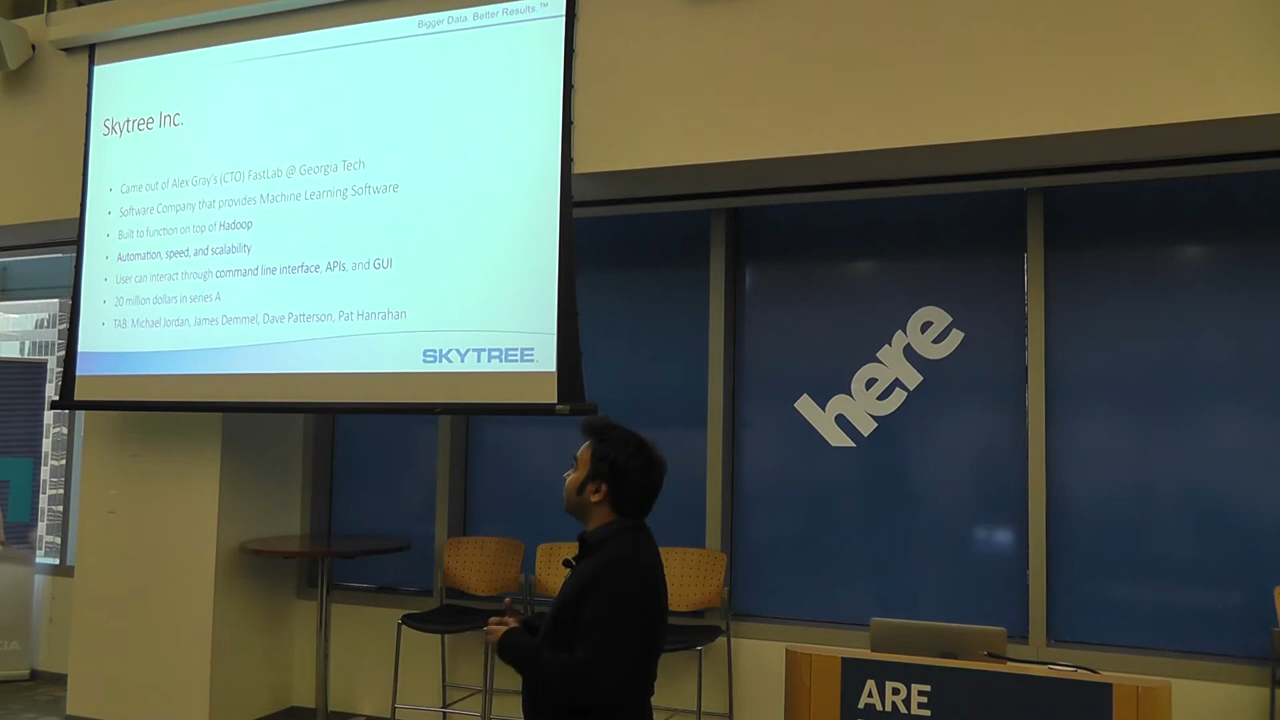 Bigger Data. Better Results.™
Skytree Inc.
• Came out of Alex Gray's (CTO) FastLab @ Georgia Tech
• Software Company that provides Machine Learning Software
• Built to function on top of Hadoop
• Automation, speed, and scalability
• User can interact through command line interface, APIs, and GUI
• 20 million dollars in series A
• TAB: Michael Jordan, James Demmel, Dave Patterson, Pat Hanrahan
SKYTREE
here
ARE